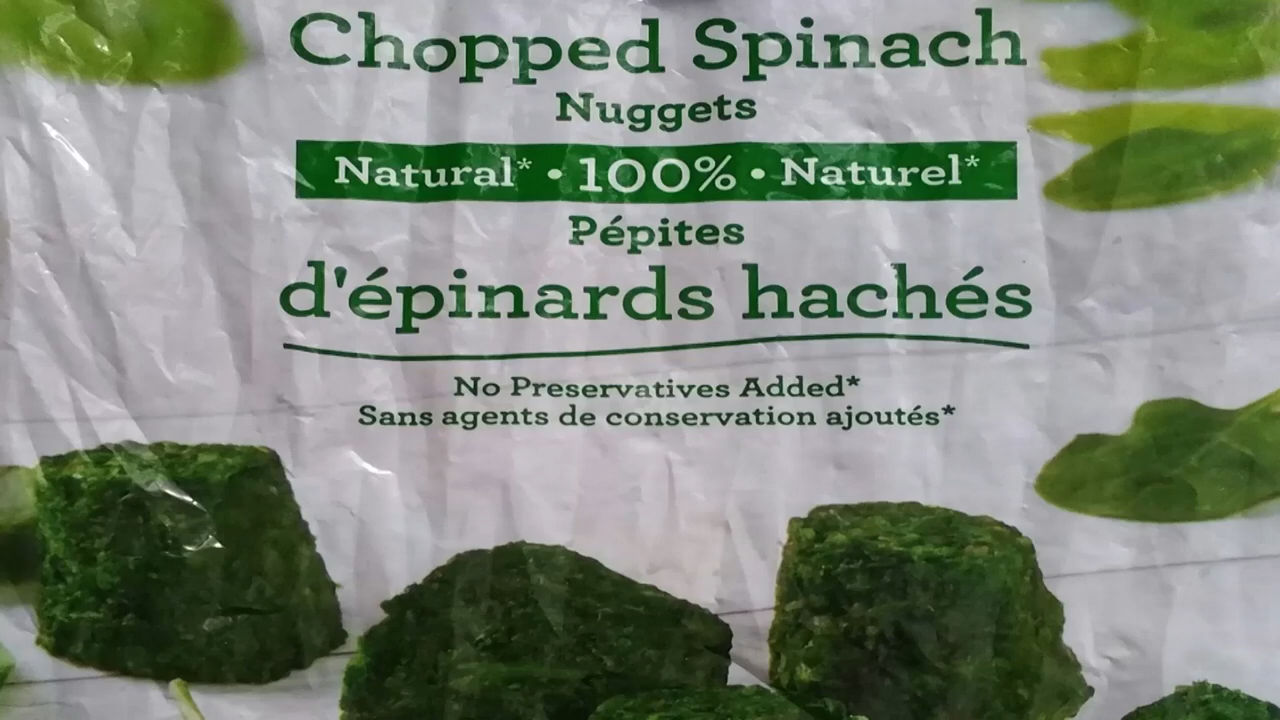 Chopped Spinach
Nuggets
Natural* • 100% • Naturel*
Pépites
d'épinards hachés
No Preservatives Added*
Sans agents de conservation ajoutés*